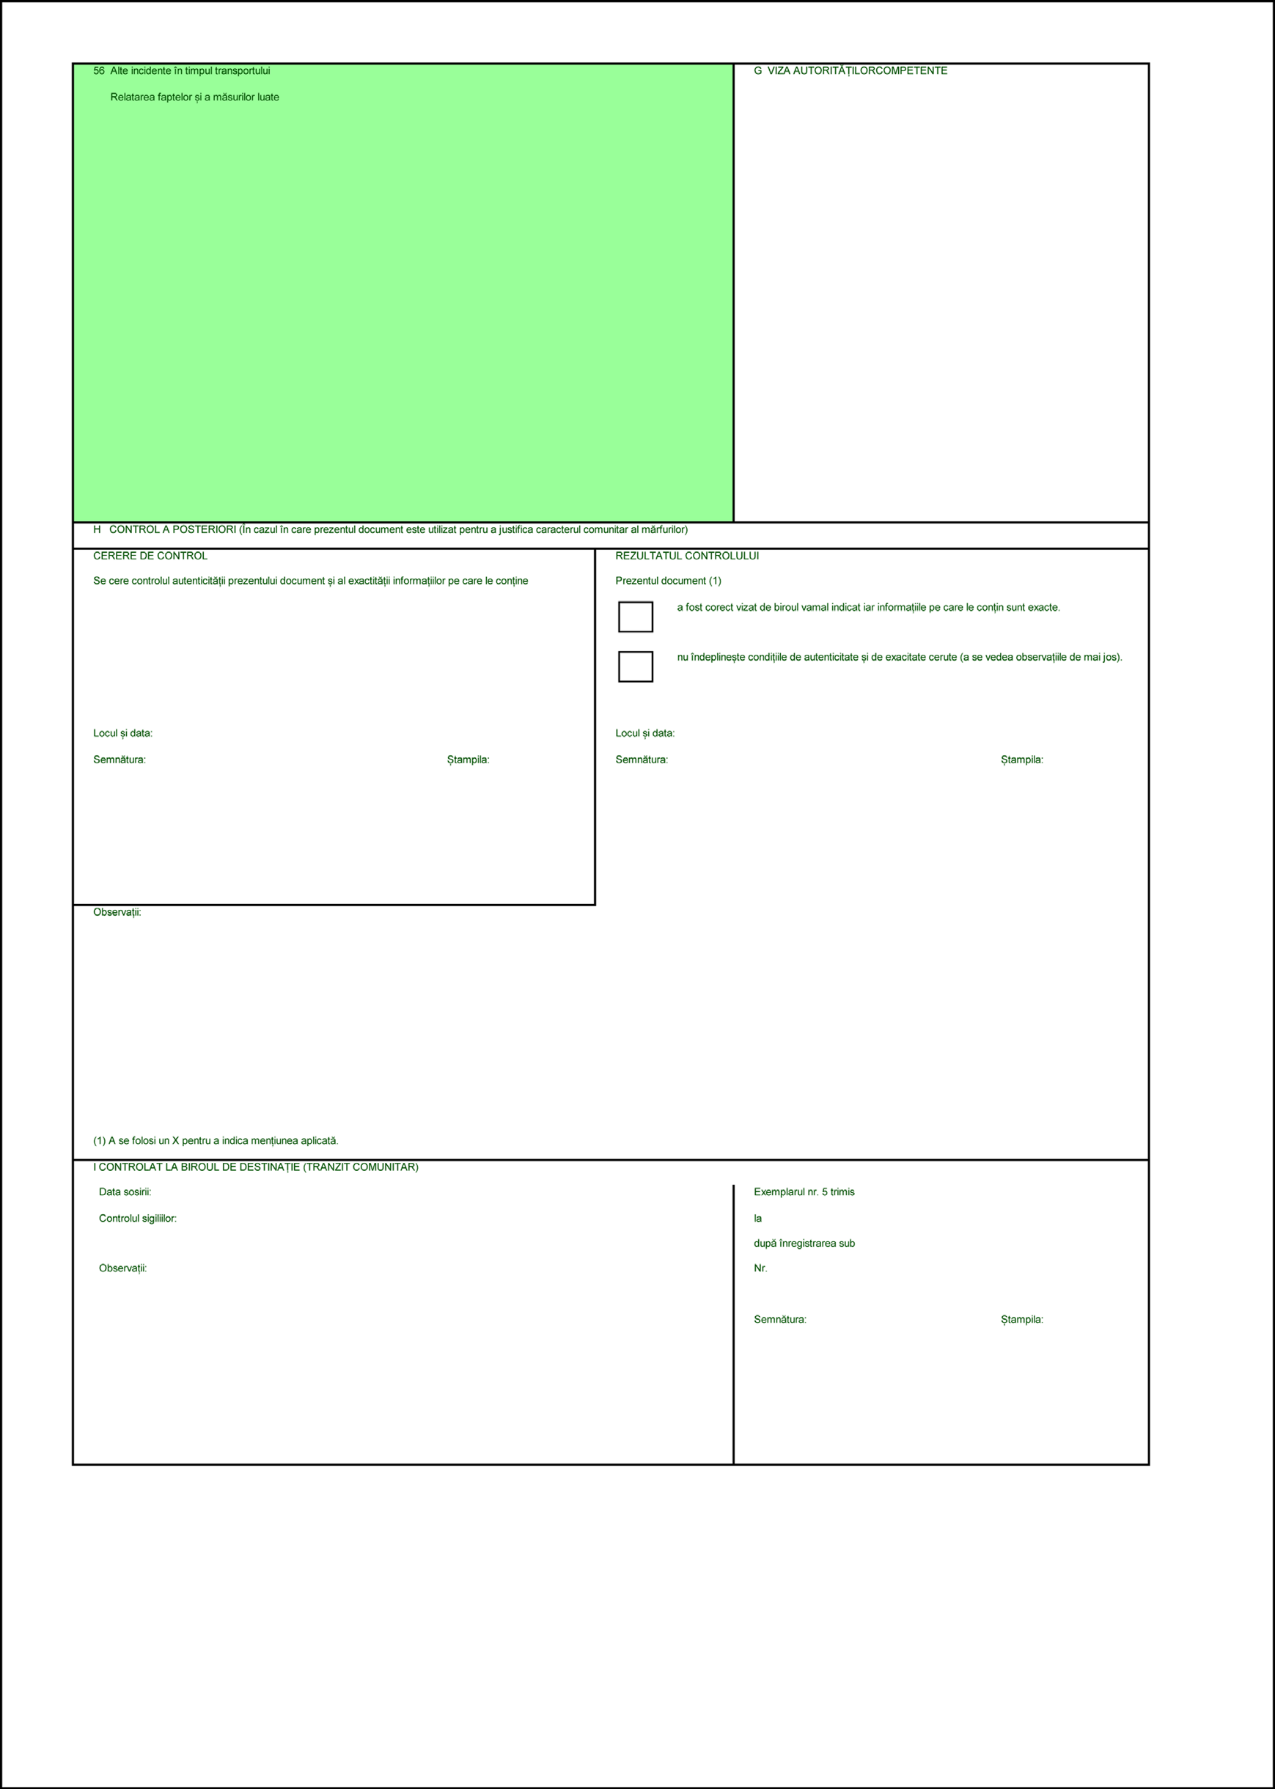 56 Alte incidente în timpul transportului
Relatarea faptelor și a măsurilor luate
G VIZA AUTORITĂȚILORCOMPETENTE
H CONTROL A POSTERIORI (În cazul în care prezentul document este utilizat pentru a justifica caracterul comunitar al mărfurilor)
CERERE DE CONTROL
Se cere controlul autenticității prezentului document și al exactității informațiilor pe care le conține
Locul și data:
Semnătura: Ștampila:
REZULTATUL CONTROLULUI
Prezentul document (1)
a fost corect vizat de biroul vamal indicat iar informațiile pe care le conțin sunt exacte.
nu îndeplinește condițiile de autenticitate și de exacitate cerute (a se vedea observațiile de mai jos).
Locul și data:
Semnătura: Ștampila:
Observații:
(1) A se folosi un X pentru a indica mențiunea aplicată.
I CONTROLAT LA BIROUL DE DESTINAȚIE (TRANZIT COMUNITAR)
Data sosirii:
Controlul sigiliilor:
Observații:
Exemplarul nr. 5 trimis
la
după înregistrarea sub
Nr.
Semnătura: Ștampila: